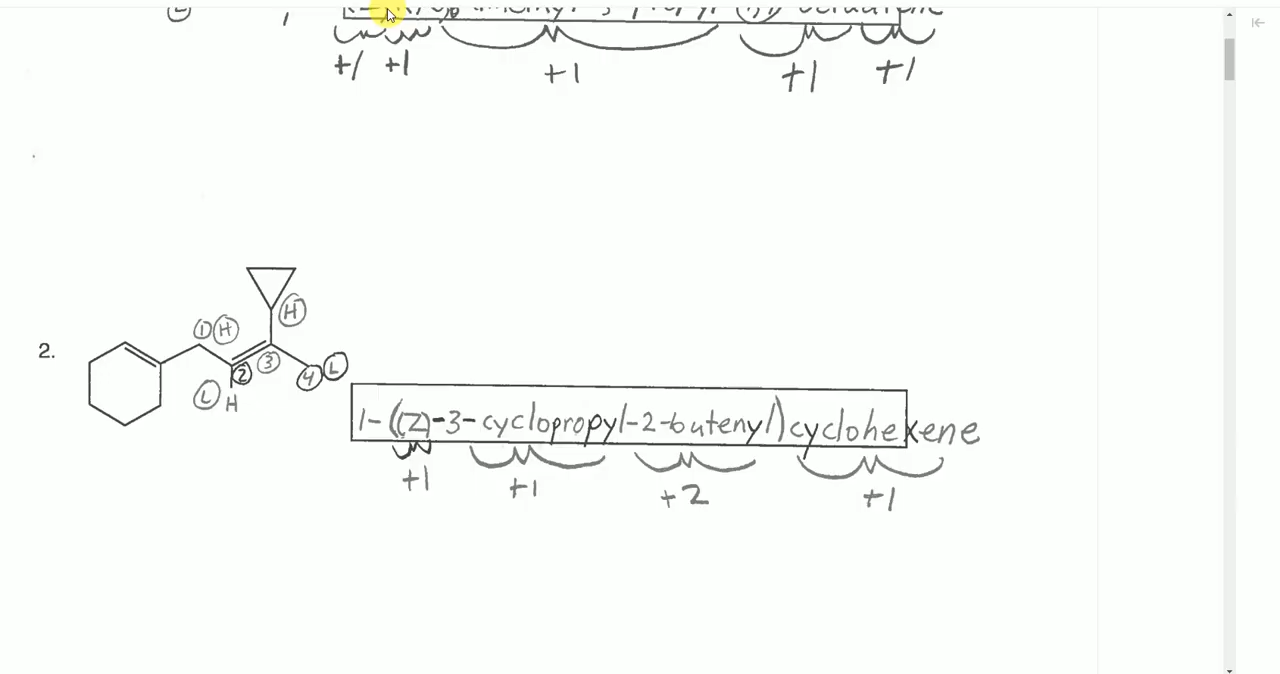 +1 +1 +1 +1 +1
2.
H
1 H
3
2
4 L
L H
1-((Z)-3-cyclopropyl-2-butenyl)cyclohexene
+1 +1 +2 +1